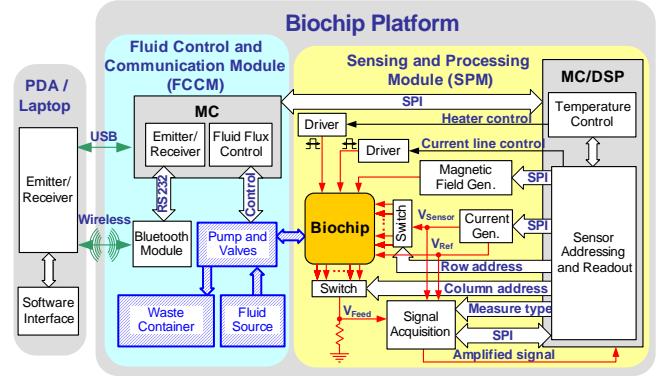 Biochip Platform
Fluid Control and
Communication Module
(FCCM)
Sensing and Processing
Module (SPM)
MC/DSP
PDA /
Laptop
USB
Emitter/
Receiver
Wireless
Software
Interface
MC
Emitter/
Receiver
Fluid Flux
Control
RS232
Control
Bluetooth
Module
Pump and
Valves
Waste
Container
Fluid
Source
SPI
Driver
Heater control
Temperature
Control
Driver
Current line control
Magnetic
Field Gen.
SPI
Biochip
Switch
VSensor
Current
Gen.
SPI
VRef
Sensor
Addressing
and Readout
Row address
Switch
Column address
VFeed
Signal
Acquisition
Measure type
SPI
Amplified signal